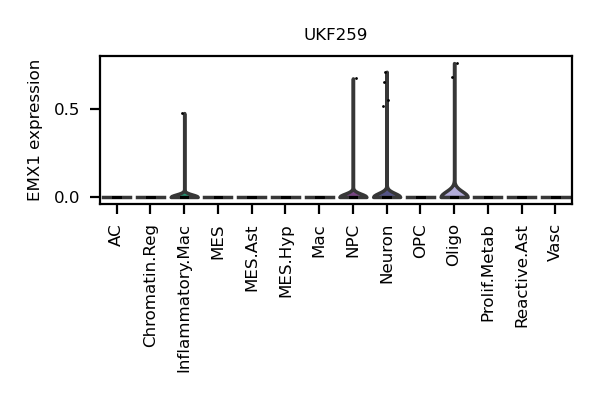 UKF259
EMX1 expression
0.5
0.0
AC
Chromatin.Reg
Inflammatory.Mac
MES
MES.Ast
MES.Hyp
Mac
NPC
Neuron
OPC
Oligo
Prolif.Metab
Reactive.Ast
Vasc